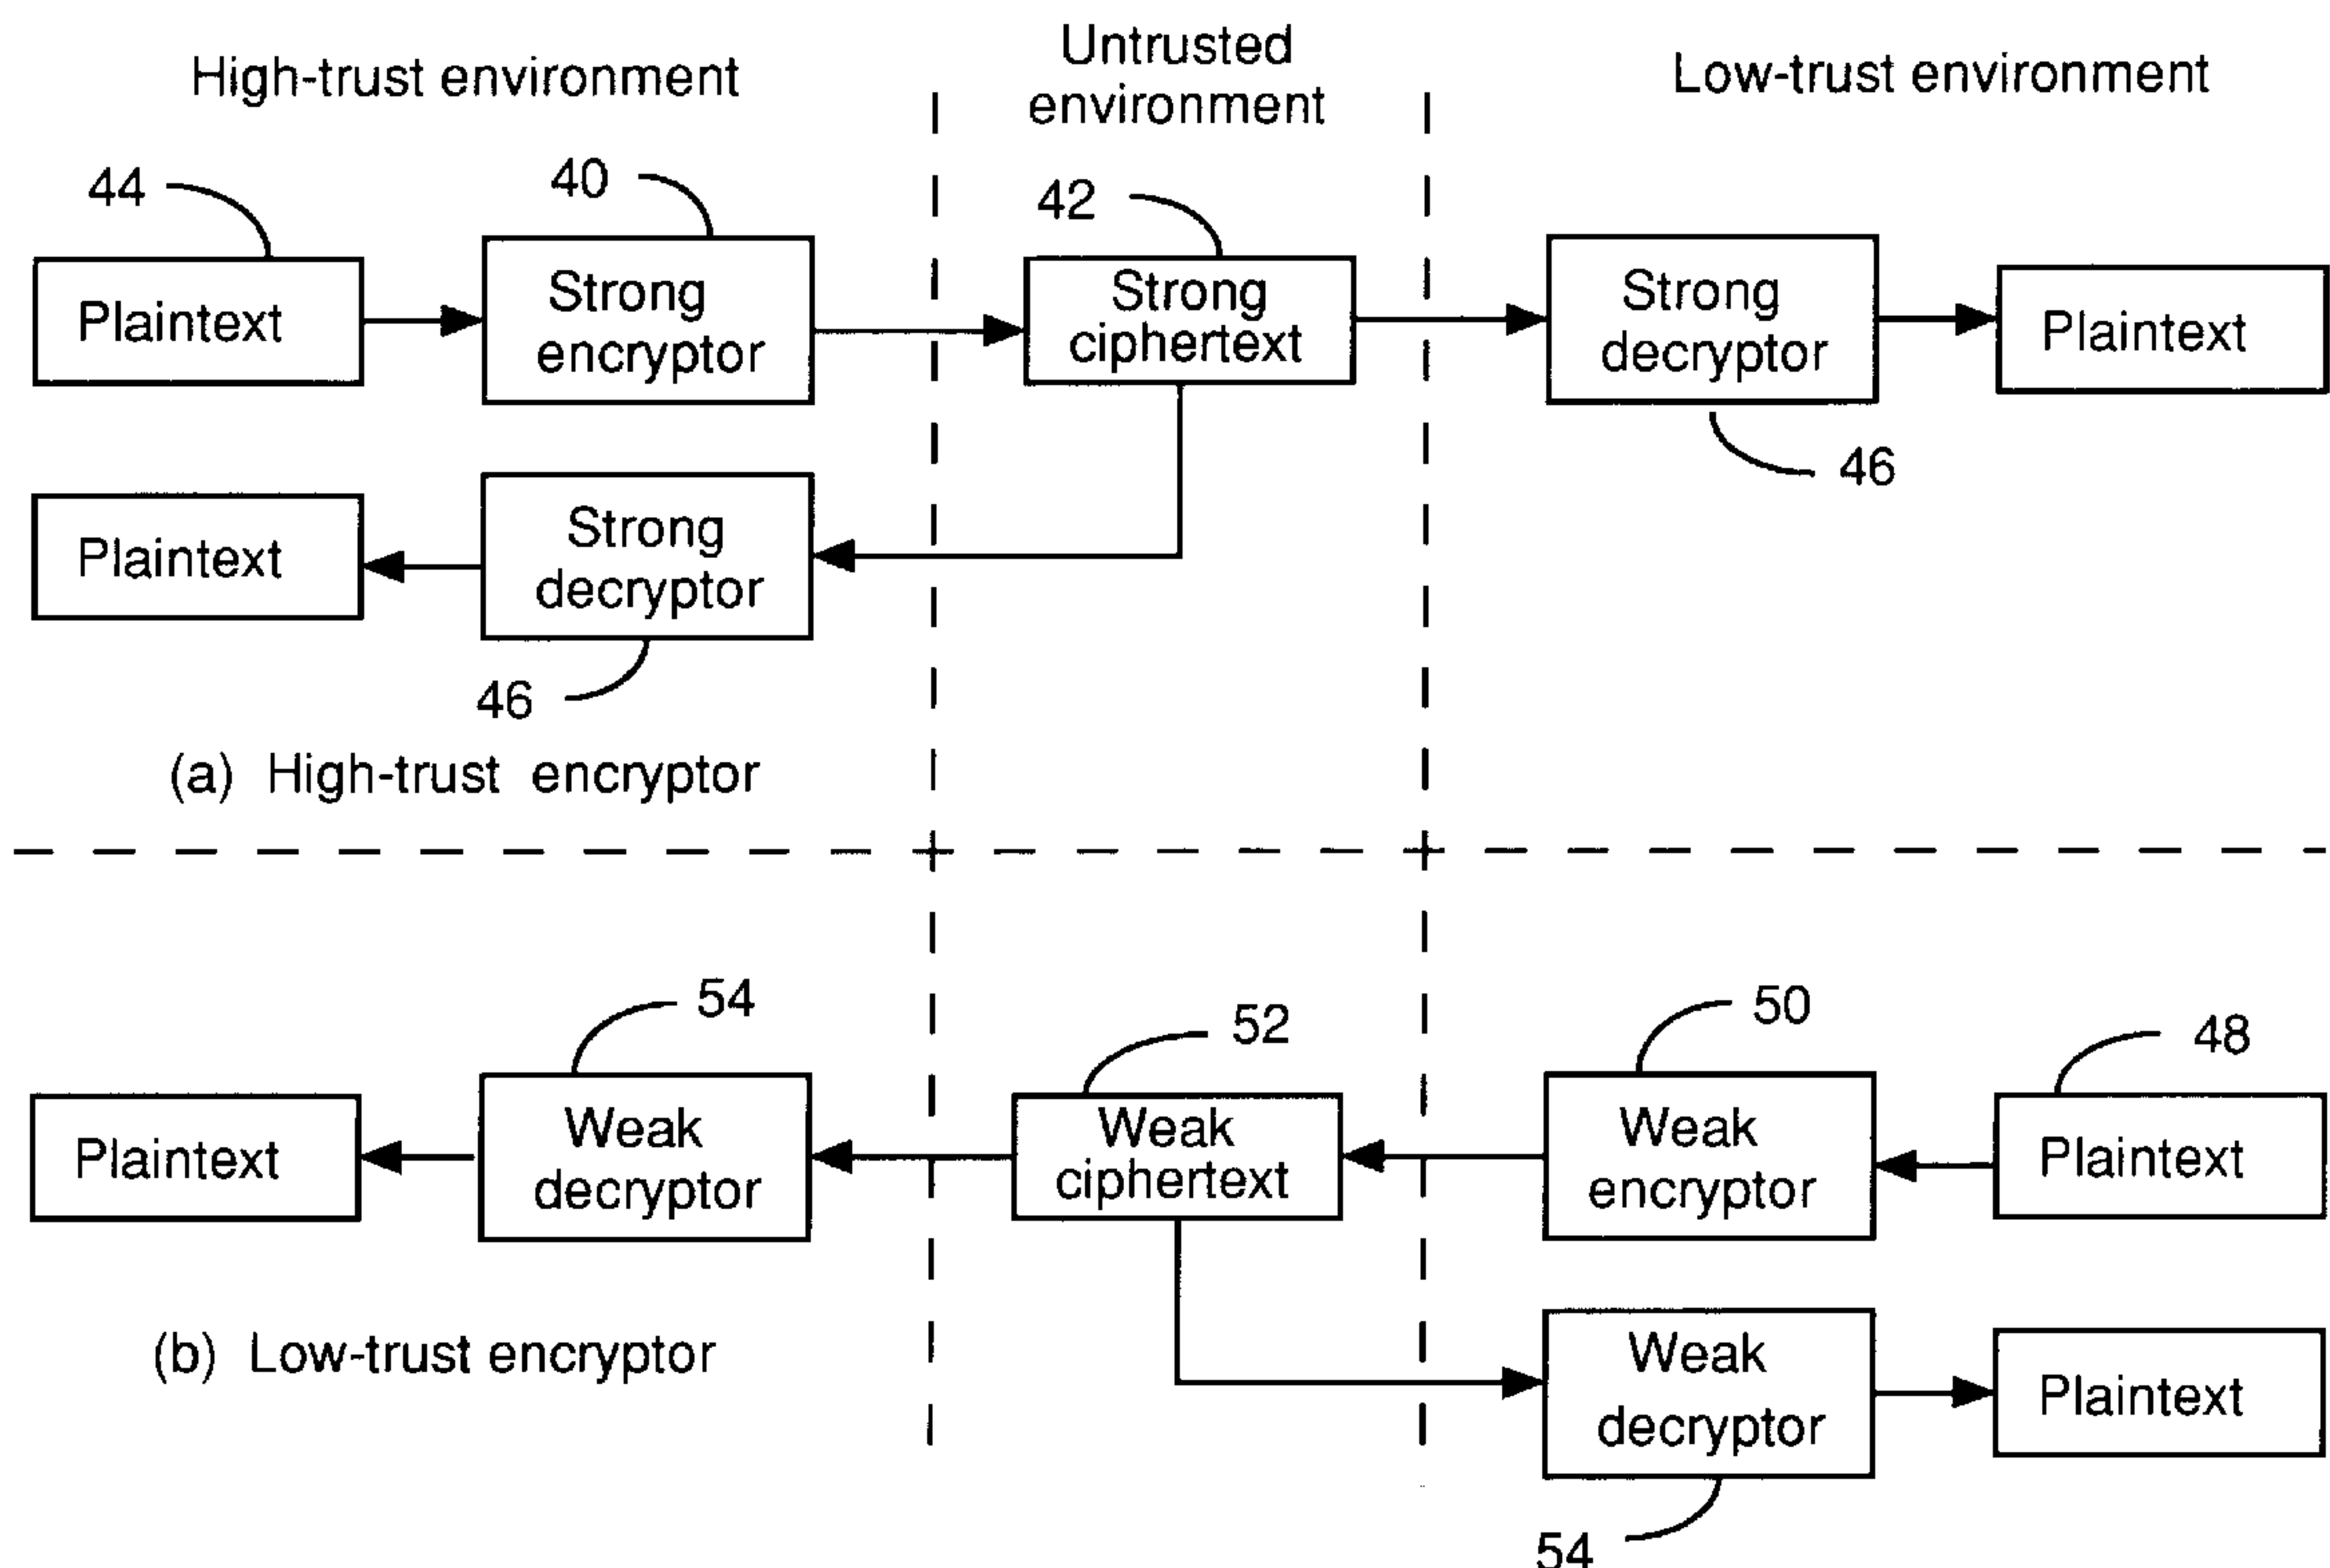 High-trust environment
Untrusted
environment
Low-trust environment
44
40
42
Plaintext
Strong
encryptor
Strong
ciphertext
Strong
decryptor
Plaintext
46
Plaintext
Strong
decryptor
46
(a) High-trust encryptor
54
52
50
48
Plaintext
Weak
decryptor
Weak
ciphertext
Weak
encryptor
Plaintext
(b) Low-trust encryptor
Weak
decryptor
Plaintext
54